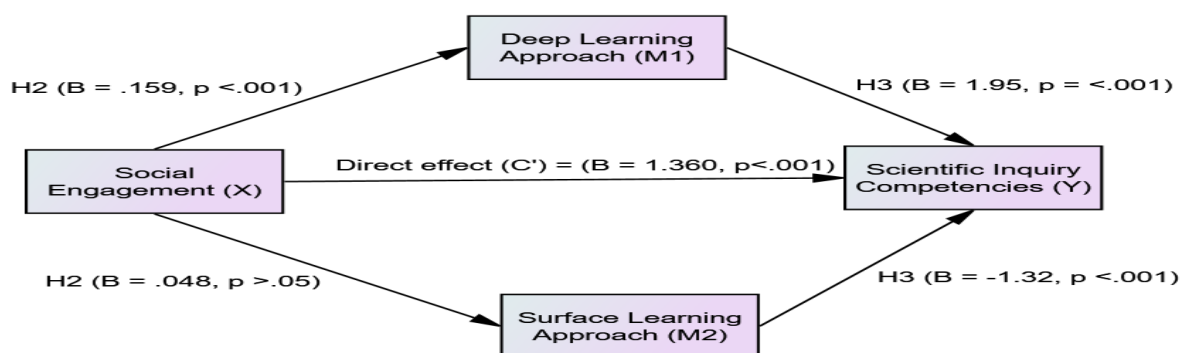 Deep Learning
Approach (M1)
H2 (B = .159, p <.001)
H3 (B = 1.95, p = <.001)
Social
Engagement (X)
Direct effect (C') = (B = 1.360, p<.001)
Scientific Inquiry
Competencies (Y)
H2 (B = .048, p >.05)
H3 (B = -1.32, p <.001)
Surface Learning
Approach (M2)